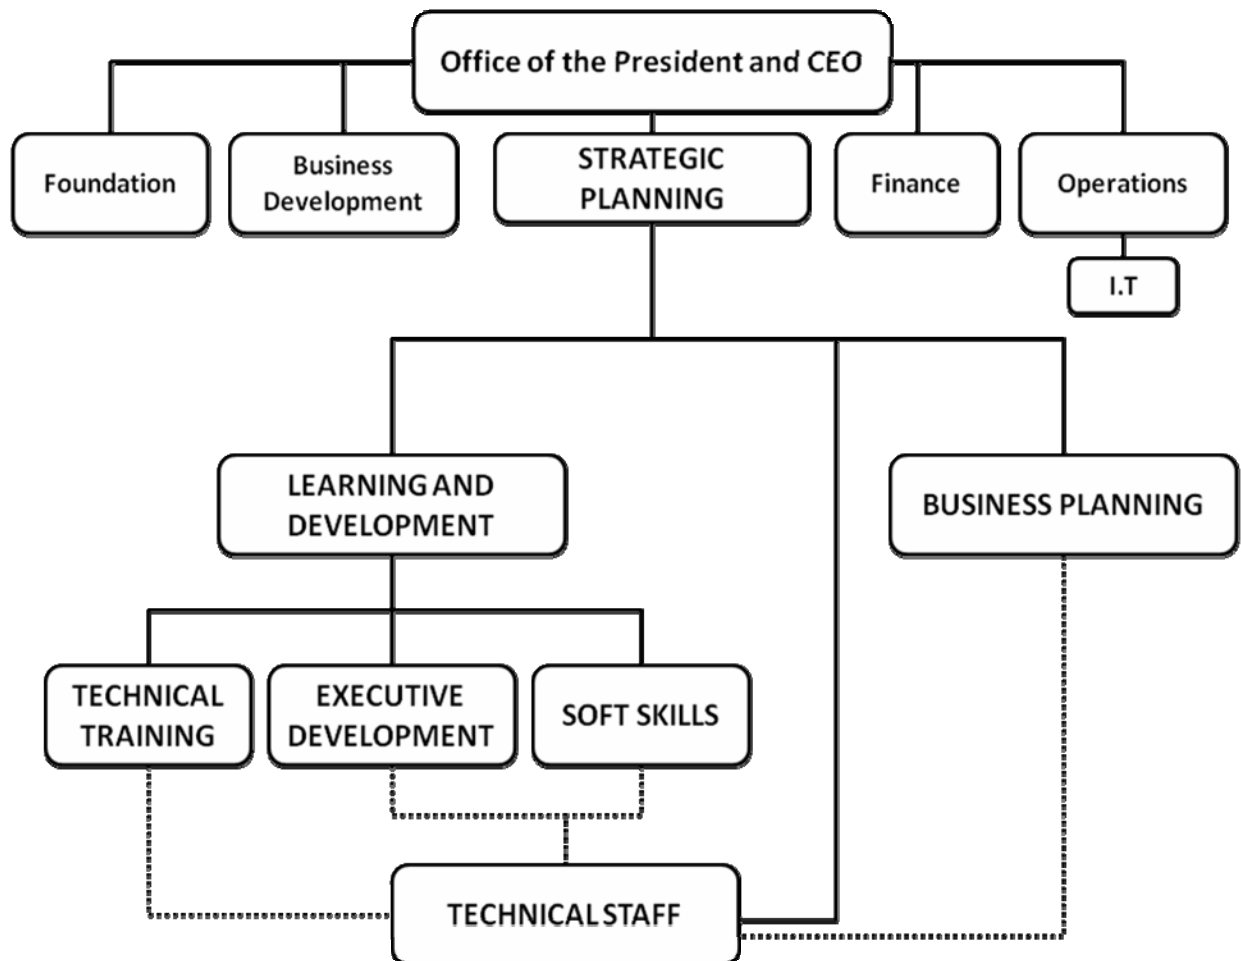 Office of the President and CEO
Foundation
Business
Development
STRATEGIC
PLANNING
Finance
Operations
I.T
LEARNING AND
DEVELOPMENT
BUSINESS PLANNING
TECHNICAL
TRAINING
EXECUTIVE
DEVELOPMENT
SOFT SKILLS
TECHNICAL STAFF